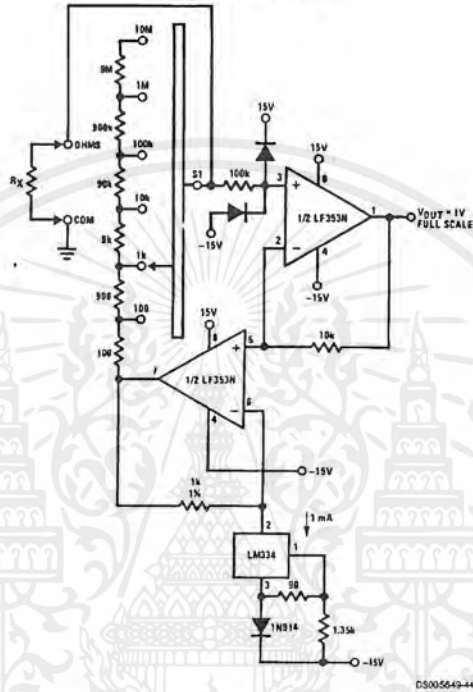 10M
9M
1M
900k
100k
OHMS
RX
90k
10k
COM
9k
1k
900
100
100
S1
100k
15V
-15V
3
+
15V
8
1/2 LF353N
1
VOUT = 1V
FULL SCALE
2
−
4
-15V
10k
15V
8
5
+
7
1/2 LF353N
6
−
4
-15V
1k
1%
2
1 mA
LM334
1
3
90
1N914
1.35k
-15V
DS005649-44